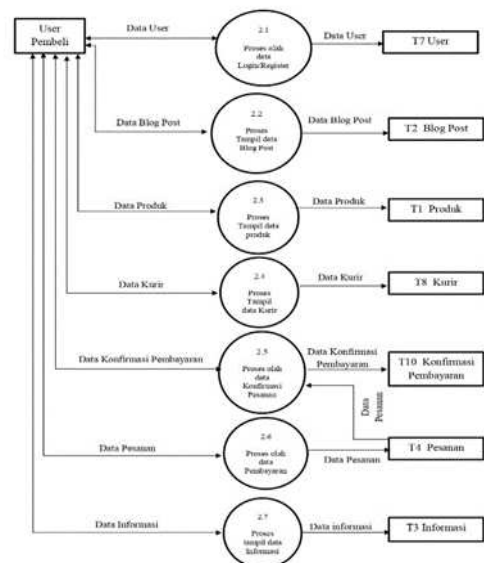 User
Pembeli
Data User
2.1
Proses olah
data
Login/Register
Data User
T7 User
Data Blog Post
2.2
Proses
Tampil data
Blog Post
Data Blog Post
T2 Blog Post
Data Produk
2.3
Proses
Tampil data
produk
Data Produk
T1 Produk
Data Kurir
2.4
Proses
Tampil
data Kurir
Data Kurir
T8 Kurir
Data Konfirmasi Pembayaran
2.5
Proses olah
data
Konfirmasi
Pesanan
Data Konfirmasi
Pembayaran
T10 Konfirmasi
Pembayaran
Data
Pesanan
Data Pesanan
2.6
Proses olah
data
Pembayaran
Data Pesanan
T4 Pesanan
Data Informasi
2.7
Proses
tampil data
Informasi
Data informasi
T3 Informasi